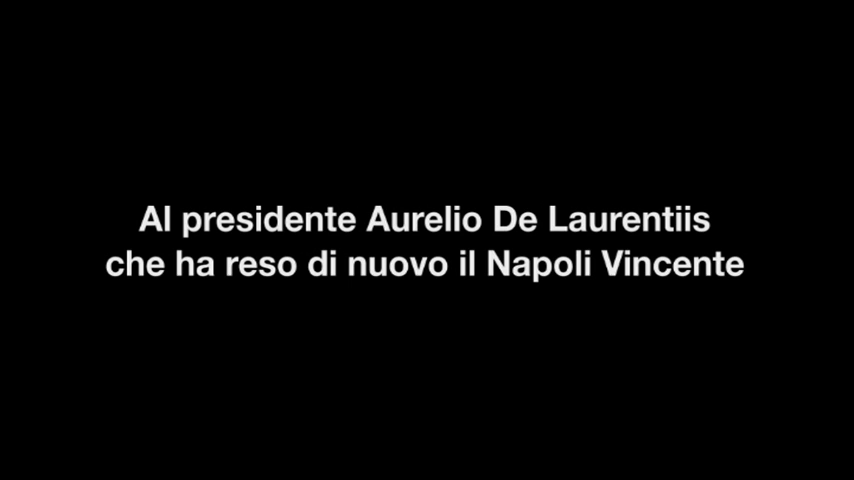 Al presidente Aurelio De Laurentiis
che ha reso di nuovo il Napoli Vincente